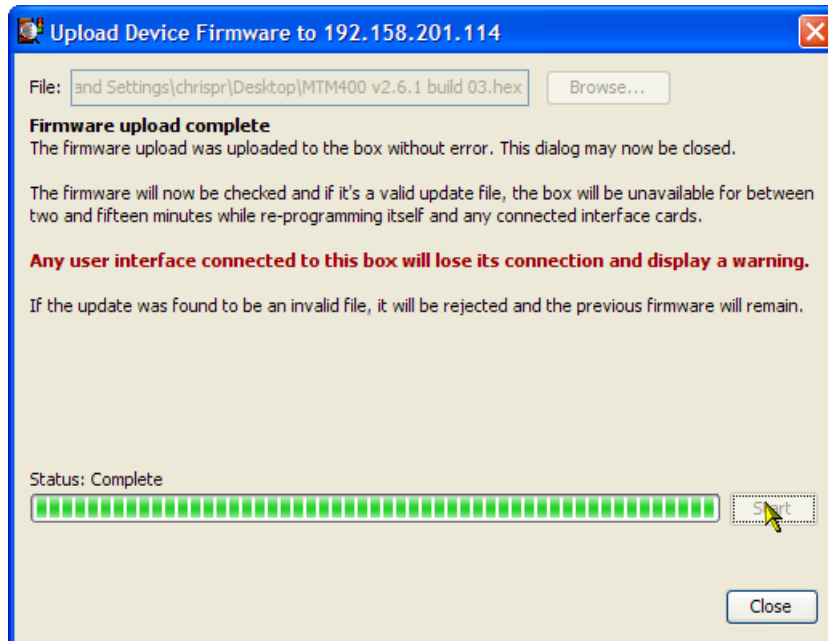 Upload Device Firmware to 192.158.201.114
File: and Settings\chrispr\Desktop\MTM400 v2.6.1 build 03.hex Browse...
Firmware upload complete
The firmware upload was uploaded to the box without error. This dialog may now be closed.
The firmware will now be checked and if it's a valid update file, the box will be unavailable for between
two and fifteen minutes while re-programming itself and any connected interface cards.
Any user interface connected to this box will lose its connection and display a warning.
If the update was found to be an invalid file, it will be rejected and the previous firmware will remain.
Status: Complete
Start
Close